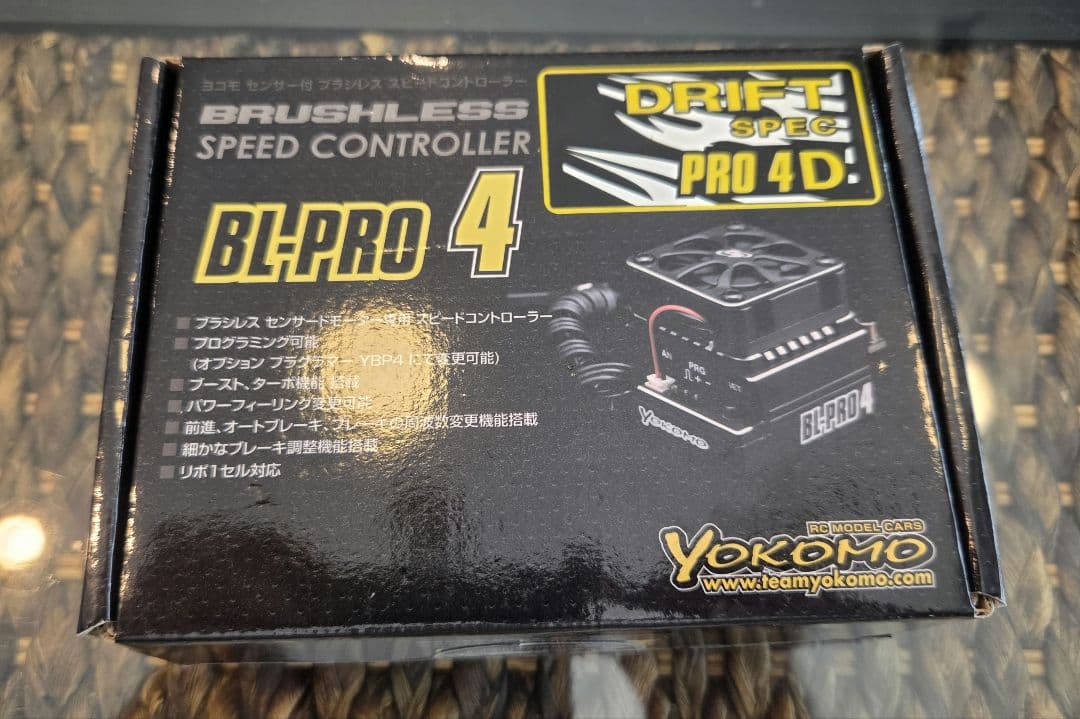 ヨコモ センサー付 ブラシレス スピードコントローラー
BRUSHLESS
SPEED CONTROLLER
BL-PRO 4
DRIFT
SPEC
PRO 4D
■ ブラシレス センサードモーター専用 スピードコントローラー
■ プログラミング可能
(オプション プラグラマー YBP4 にて変更可能)
■ ブースト、ターボ機能 搭載
■ パワーフィーリング変更可能
■ 前進、オートブレーキ、ブレーキの周波数変更機能搭載
■ 細かなブレーキ調整機能搭載
■ リポ1セル対応
PRG
+ -
YOKOMO
BL-PRO4
RC MODEL CARS
YOKOMO
www.teamyokomo.com